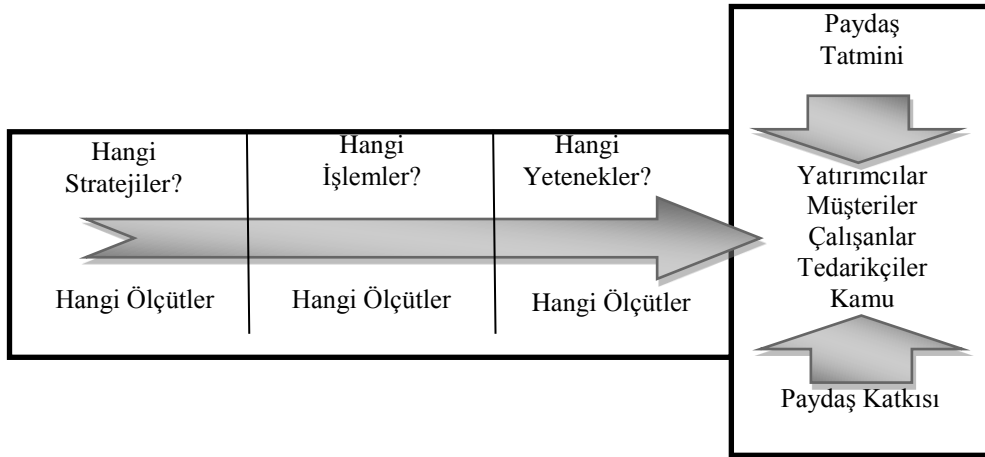 Hangi
Stratejiler?
Hangi
İşlemler?
Hangi
Yetenekler?
Hangi Ölçütler
Hangi Ölçütler
Hangi Ölçütler
Paydaş
Tatmini
Yatırımcılar
Müşteriler
Çalışanlar
Tedarikçiler
Kamu
Paydaş Katkısı